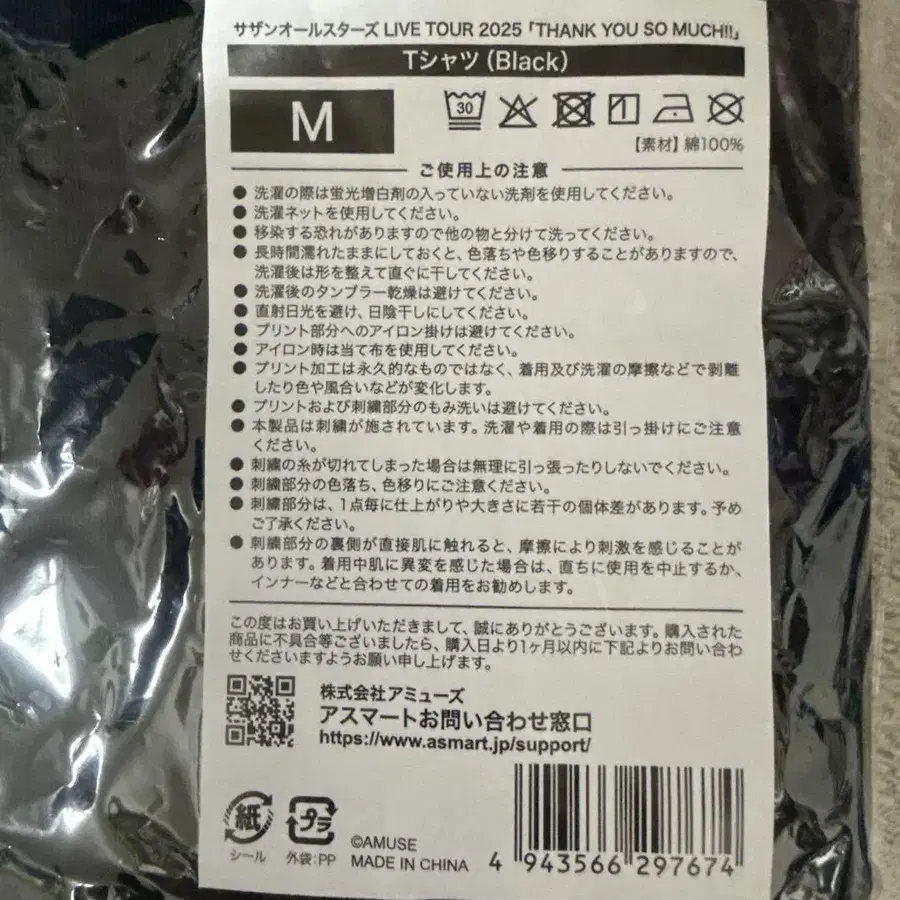 サザンオールスターズ LIVE TOUR 2025「THANK YOU SO MUCH!!」
Tシャツ（Black）
M
30
【素材】綿100%
ご使用上の注意
● 洗濯の際は蛍光増白剤の入っていない洗剤を使用してください。
● 洗濯ネットを使用してください。
● 移染する恐れがありますので他の物と分けて洗ってください。
● 長時間濡れたままにしておくと、色落ちや色移りすることがありますので、
洗濯後は形を整えて直ぐに干してください。
● 洗濯後のタンブラー乾燥は避けてください。
● 直射日光を避け、日陰干しにしてください。
● プリント部分へのアイロン掛けは避けてください。
● アイロン時は当て布を使用してください。
● プリント加工は永久的なものではなく、着用及び洗濯の摩擦などで剥離
したり色や風合いなどが変化します。
● プリントおよび刺繍部分のもみ洗いは避けてください。
● 本製品は刺繍が施されています。洗濯や着用の際は引っ掛けにご注意
ください。
● 刺繍の糸が切れてしまった場合は無理に引っ張ったりしないでください。
● 刺繍部分の色落ち、色移りにご注意ください。
● 刺繍部分は、1点毎に仕上がりや大きさに若干の個体差があります。予め
ご了承ください。
● 刺繍部分の裏側が直接肌に触れると、摩擦により刺激を感じることが
あります。着用中肌に異変を感じた場合は、直ちに使用を中止するか、
インナーなどと合わせての着用をお勧めします。
この度はお買い上げいただきまして、誠にありがとうございます。購入された
商品に不具合等ございましたら、購入日より1ヶ月以内に下記よりお問い合わ
せくださいますようお願い申し上げます。
株式会社アミューズ
アスマートお問い合わせ窓口
https://www.asmart.jp/support/
紙
シール
プラ
外袋:PP
©AMUSE
MADE IN CHINA
4 943566 297674